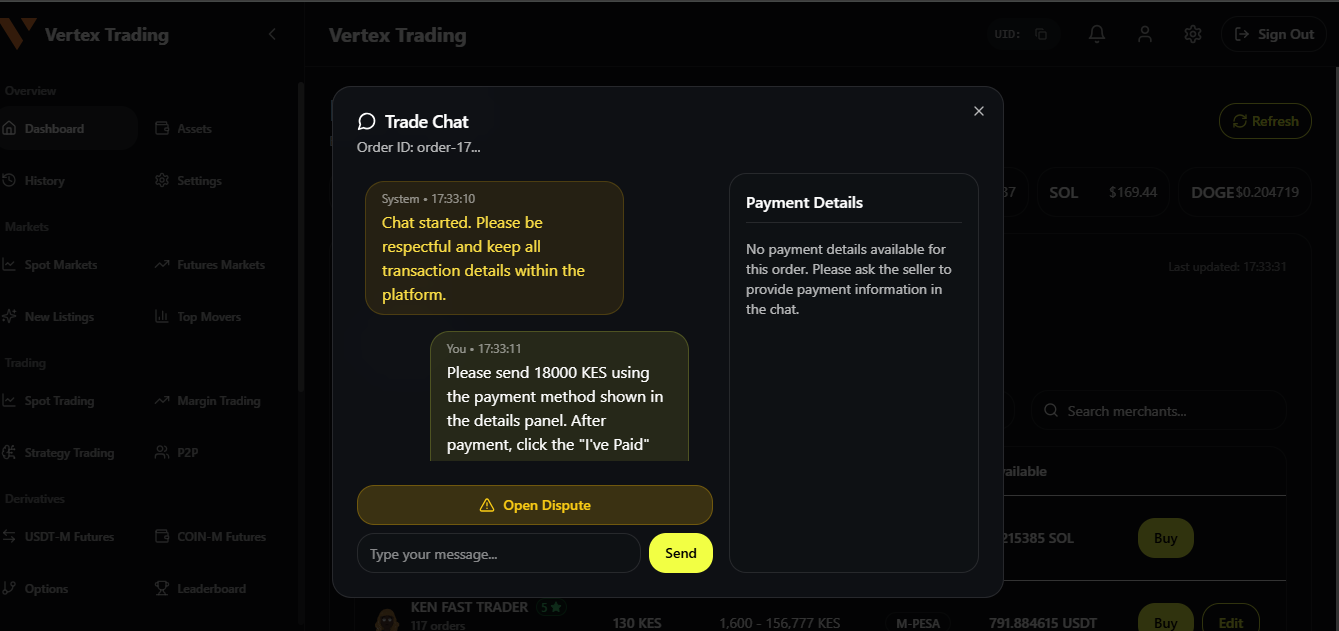 Vertex Trading
Vertex Trading
UID:
Sign Out
Overview
Dashboard
Assets
History
Settings
Markets
Spot Markets
Futures Markets
New Listings
Top Movers
Trading
Spot Trading
Margin Trading
Strategy Trading
P2P
Derivatives
USDT-M Futures
COIN-M Futures
Options
Leaderboard
Refresh
37
SOL
$169.44
DOGE$0.204719
Last updated: 17:33:31
Search merchants...
Trade Chat
Order ID: order-17...
System • 17:33:10
Chat started. Please be
respectful and keep all
transaction details within the
platform.
You • 17:33:11
Please send 18000 KES using
the payment method shown in
the details panel. After
payment, click the "I've Paid"
Open Dispute
Type your message...
Send
Payment Details
No payment details available for
this order. Please ask the seller to
provide payment information in
the chat.
ailable
215385 SOL
Buy
KEN FAST TRADER 5★
117 orders
130 KES
1,600 - 156,777 KES
M-PESA
791.884615 USDT
Buy
Edit